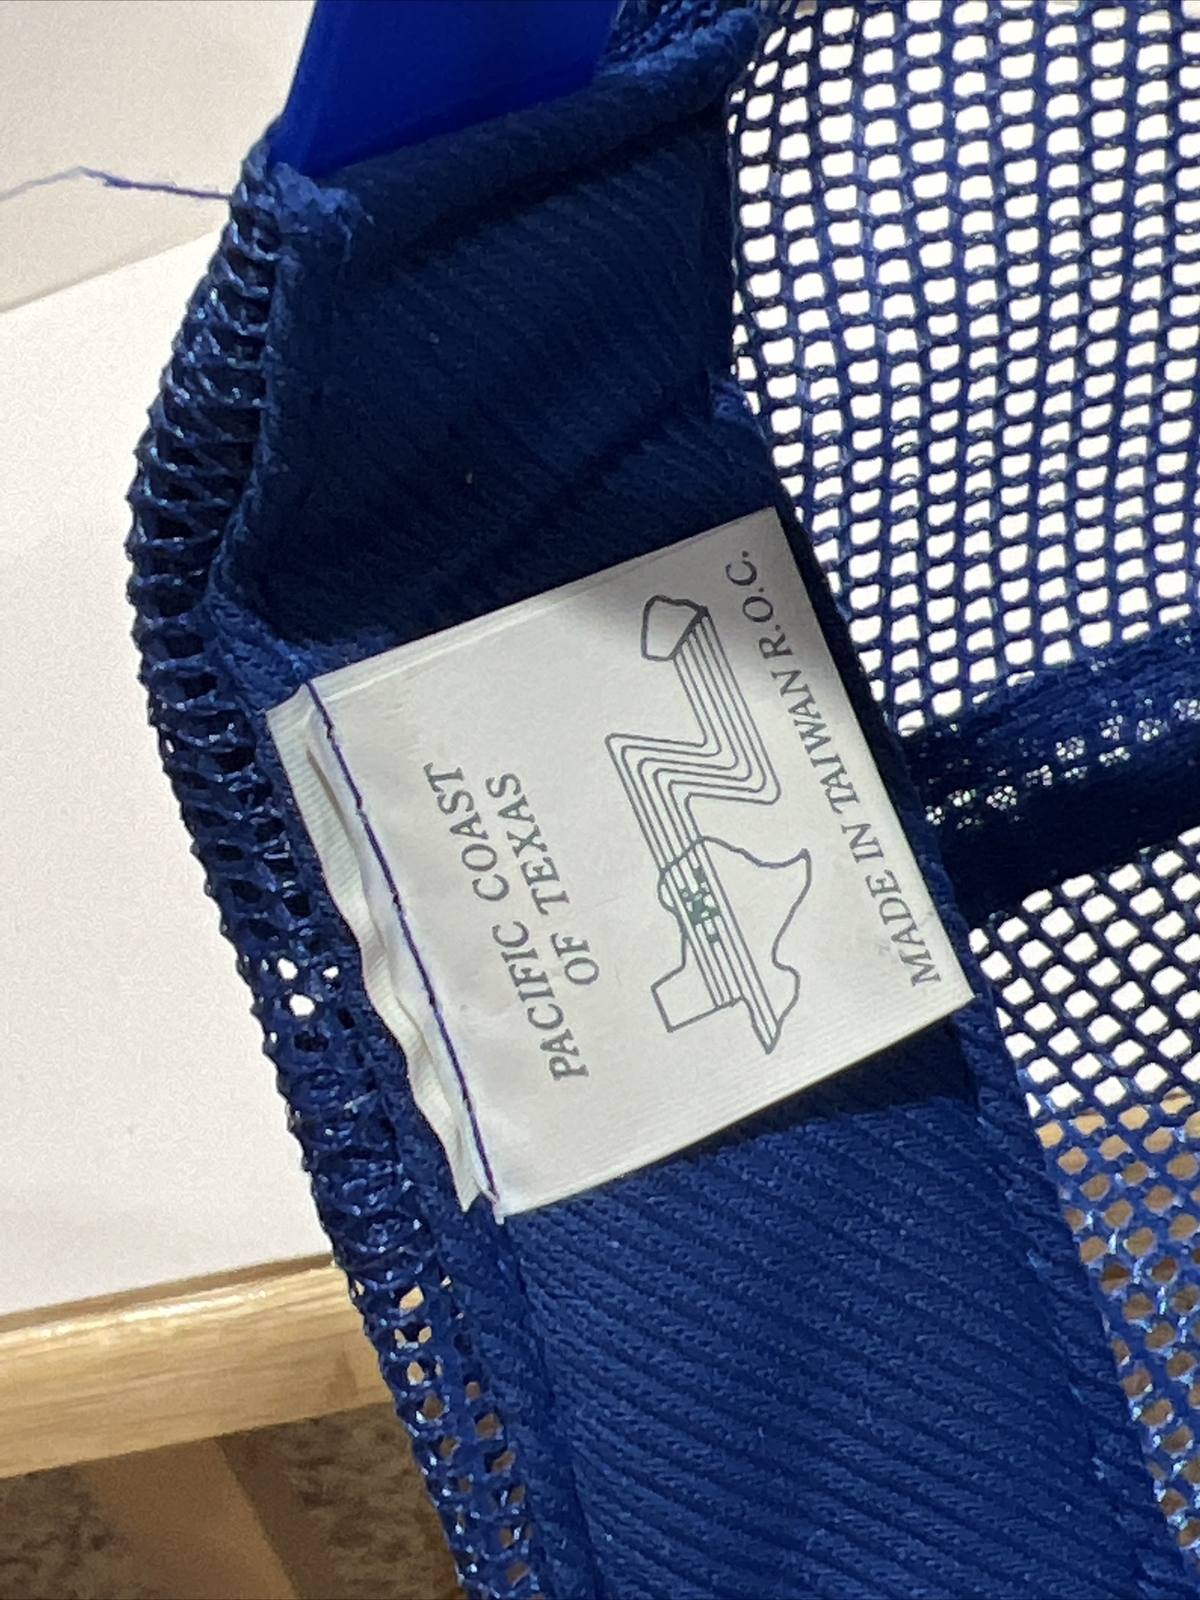 PACIFIC COAST
OF TEXAS
MADE IN TAIWAN R.O.C.